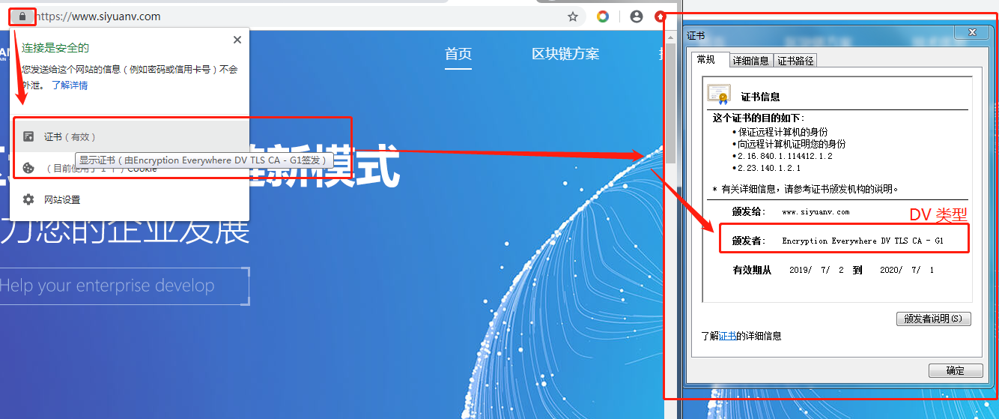 https://www.siyuanv.com
连接是安全的
您发送给这个网站的信息（例如密码或信用卡号）不会
外泄。 了解详情
证书（有效）
显示证书（由Encryption Everywhere DV TLS CA - G1签发）
Cookie
网站设置
首页
区块链方案
新模式
力您的企业发展
Help your enterprise develop
证书
常规
详细信息
证书路径
证书信息
这个证书的目的如下:
• 保证远程计算机的身份
• 向远程计算机证明您的身份
• 2.16.840.1.114412.1.2
• 2.23.140.1.2.1
* 有关详细信息，请参考证书颁发机构的说明。
颁发给: www.siyuanv.com
DV 类型
颁发者: Encryption Everywhere DV TLS CA - G1
有效期从 2019/ 7/ 2 到 2020/ 7/ 1
颁发者说明(S)
了解证书的详细信息
确定